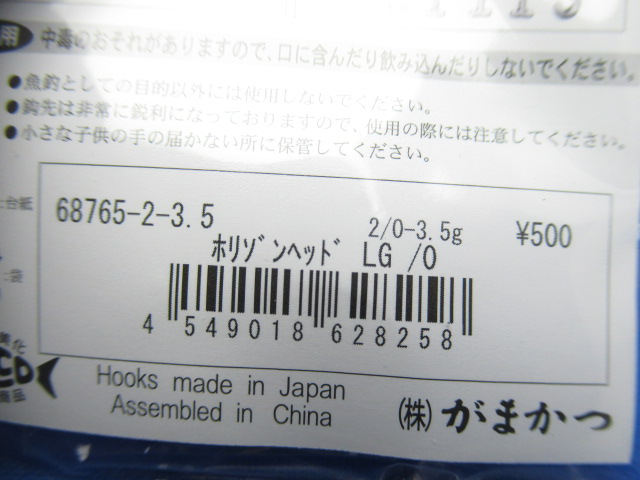 用 中毒のおそれがありますので、口に含んだり飲み込んだりしないでください。
●魚釣としての目的以外には使用しないでください。
●鈎先は非常に鋭利になっておりますので、使用の際には注意してください。
●小さな子供の手の届かない所に保管してください。
:台紙
68765-2-3.5
2/0-3.5g
¥500
ﾎﾘｿﾞﾝﾍｯﾄﾞ LG /0
:袋
4 549018 628258
Hooks made in Japan
Assembled in China
(株) がまかつ
商品